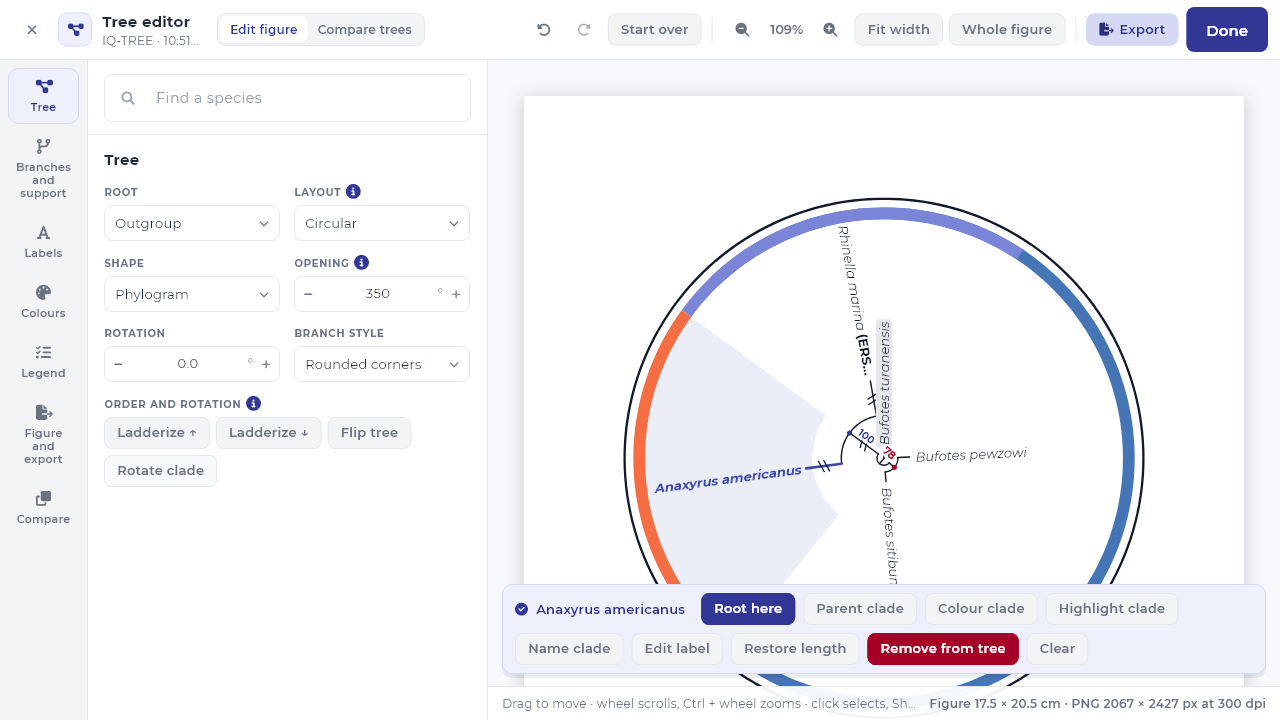 Tree editor
IQ-TREE · 10:51...
Edit figure
Compare trees
Start over
109%
Fit width
Whole figure
Export
Done
Tree
Branches and support
Labels
Colours
Legend
Figure and export
Compare
Find a species
Tree
ROOT
LAYOUT
Outgroup
Circular
SHAPE
OPENING
Phylogram
− 350 ° +
ROTATION
BRANCH STYLE
− 0.0 ° +
Rounded corners
ORDER AND ROTATION
Ladderize ↑
Ladderize ↓
Flip tree
Rotate clade
Rhinella marina (ERS...
Bufotes turanensis
100
78
Bufotes pewzowi
Anaxyrus americanus
Bufotes sitibun
Anaxyrus americanus
Root here
Parent clade
Colour clade
Highlight clade
Name clade
Edit label
Restore length
Remove from tree
Clear
Drag to move · wheel scrolls, Ctrl + wheel zooms · click selects, Sh...
Figure 17.5 × 20.5 cm · PNG 2067 × 2427 px at 300 dpi